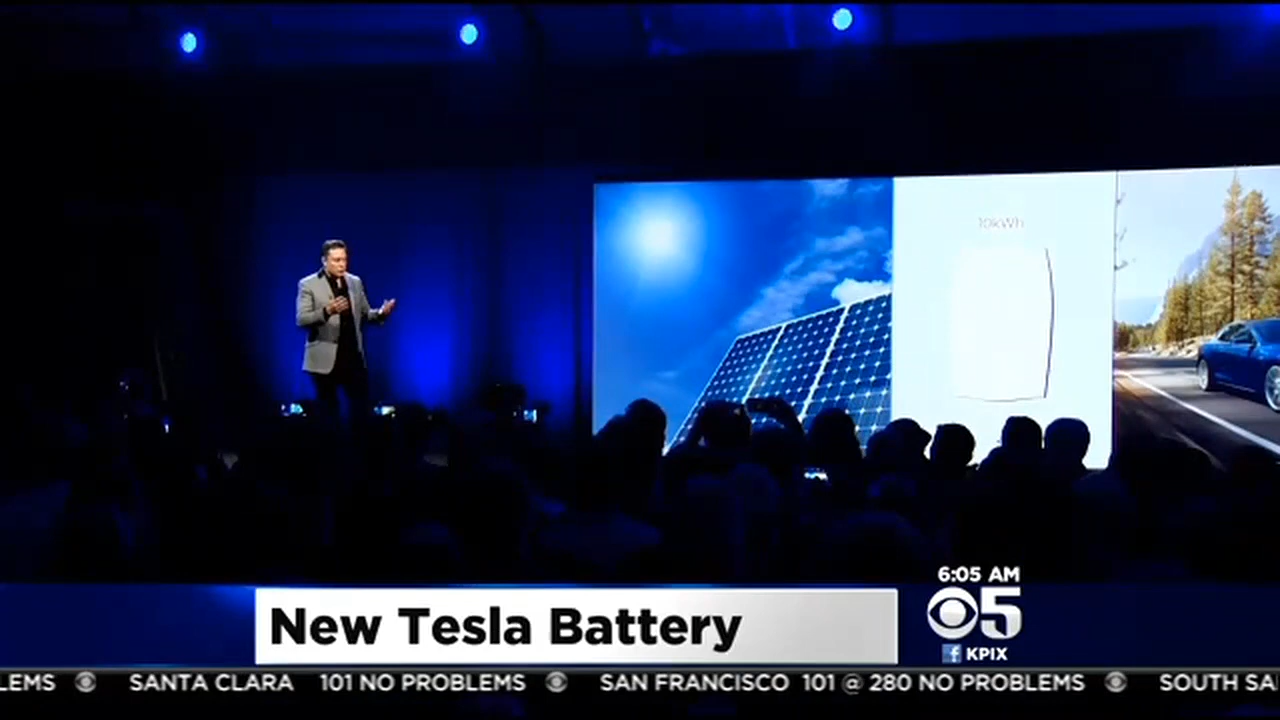 10kWh
New Tesla Battery
6:05 AM
5
f KPIX
LEMS SANTA CLARA 101 NO PROBLEMS SAN FRANCISCO 101 @ 280 NO PROBLEMS SOUTH SA